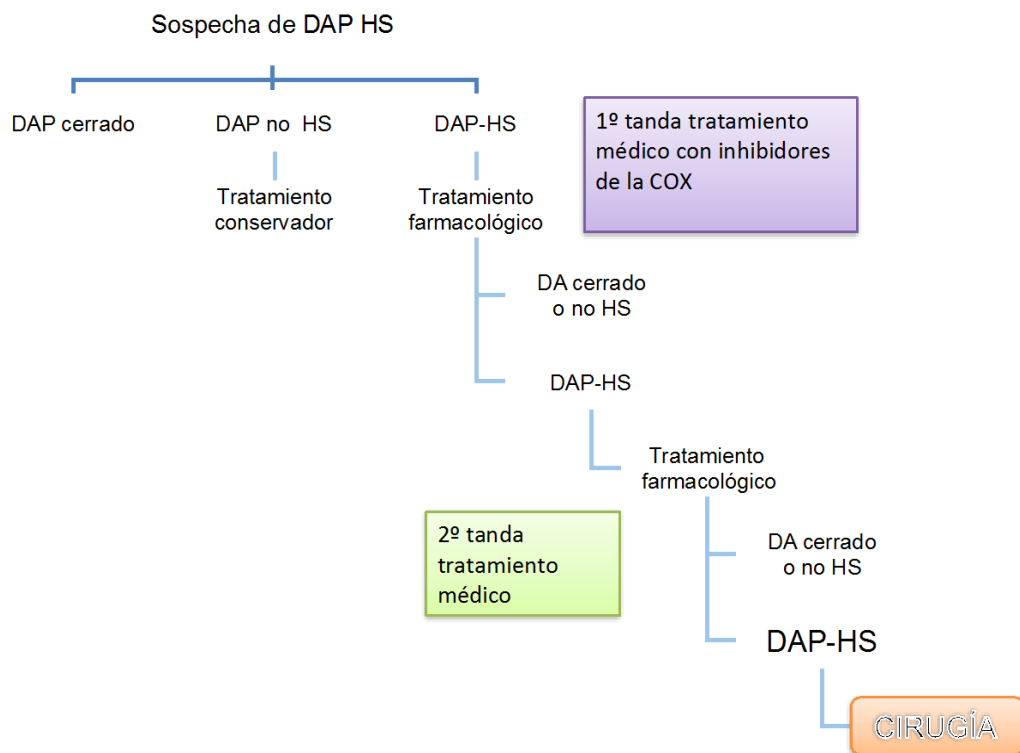 Sospecha de DAP HS
DAP cerrado
DAP no HS
DAP-HS
1º tanda tratamiento
médico con inhibidores
de la COX
Tratamiento
conservador
Tratamiento
farmacológico
DA cerrado
o no HS
DAP-HS
Tratamiento
farmacológico
2º tanda
tratamiento
médico
DA cerrado
o no HS
DAP-HS
CIRUGÍA